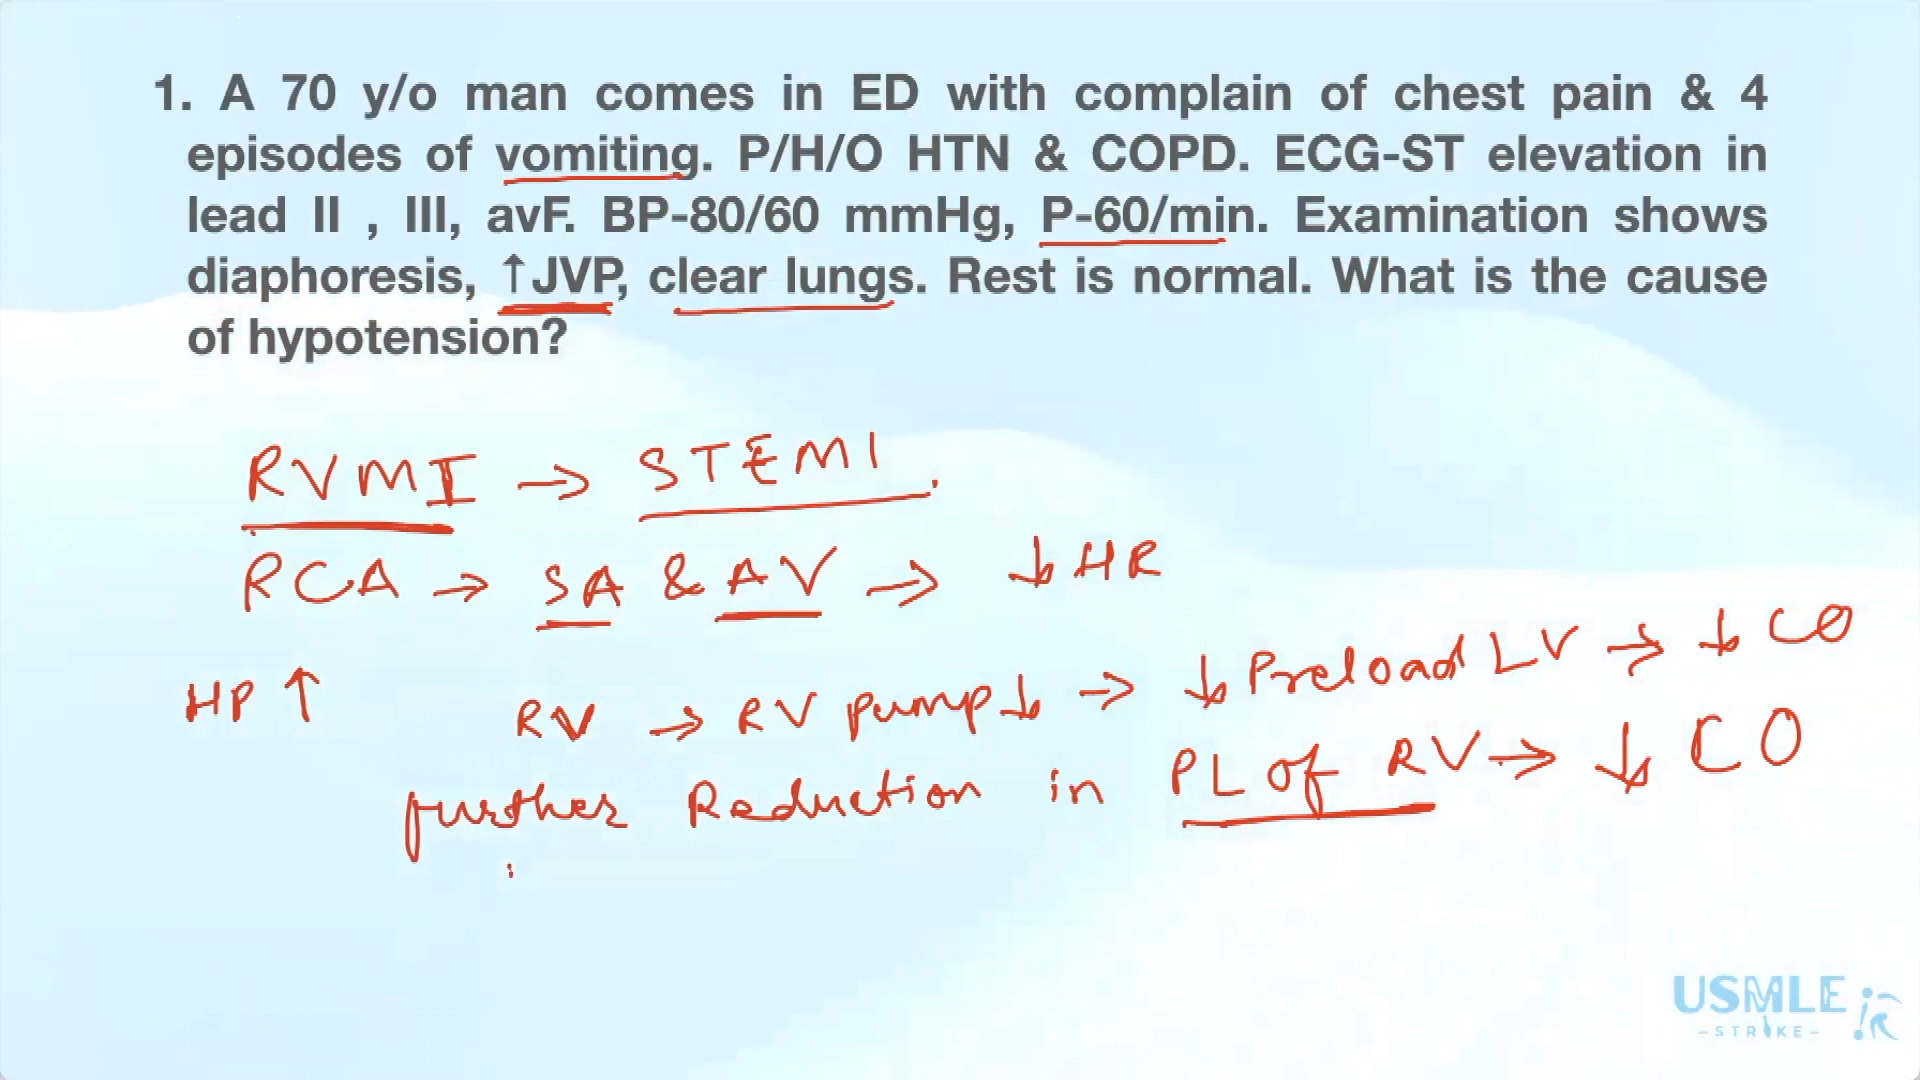 1. A 70 y/o man comes in ED with complain of chest pain & 4
episodes of vomiting. P/H/O HTN & COPD. ECG-ST elevation in
lead II , III, avF. BP-80/60 mmHg, P-60/min. Examination shows
diaphoresis, ↑JVP, clear lungs. Rest is normal. What is the cause
of hypotension?
RVMI → STEMI.
RCA → SA & AV → ↓ HR
HP ↑
RV → RV pump↓ → ↓ Preload LV → ↓ CO
further Reduction in PL of RV → ↓ CO
USMLE
-STRIKE-